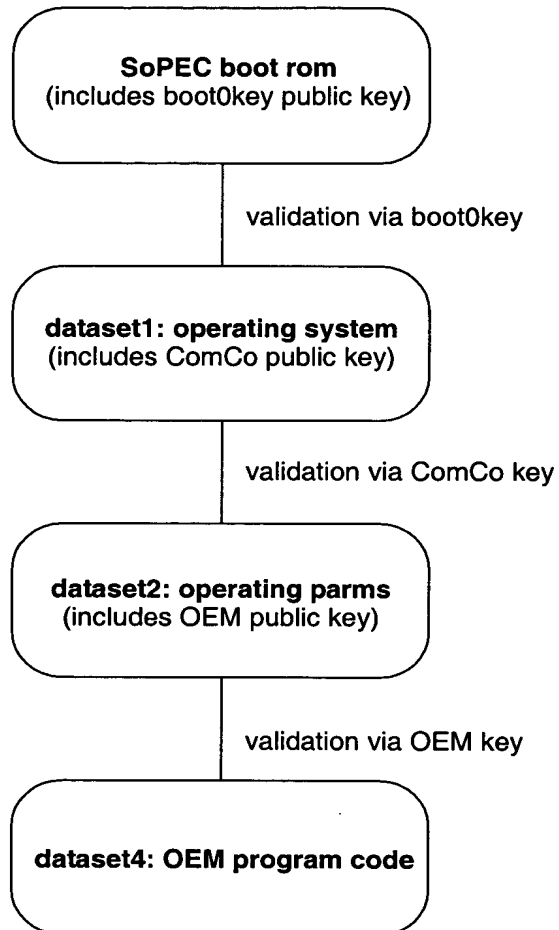 SoPEC boot rom
(includes boot0key public key)
validation via boot0key
dataset1: operating system
(includes ComCo public key)
validation via ComCo key
dataset2: operating parms
(includes OEM public key)
validation via OEM key
dataset4: OEM program code